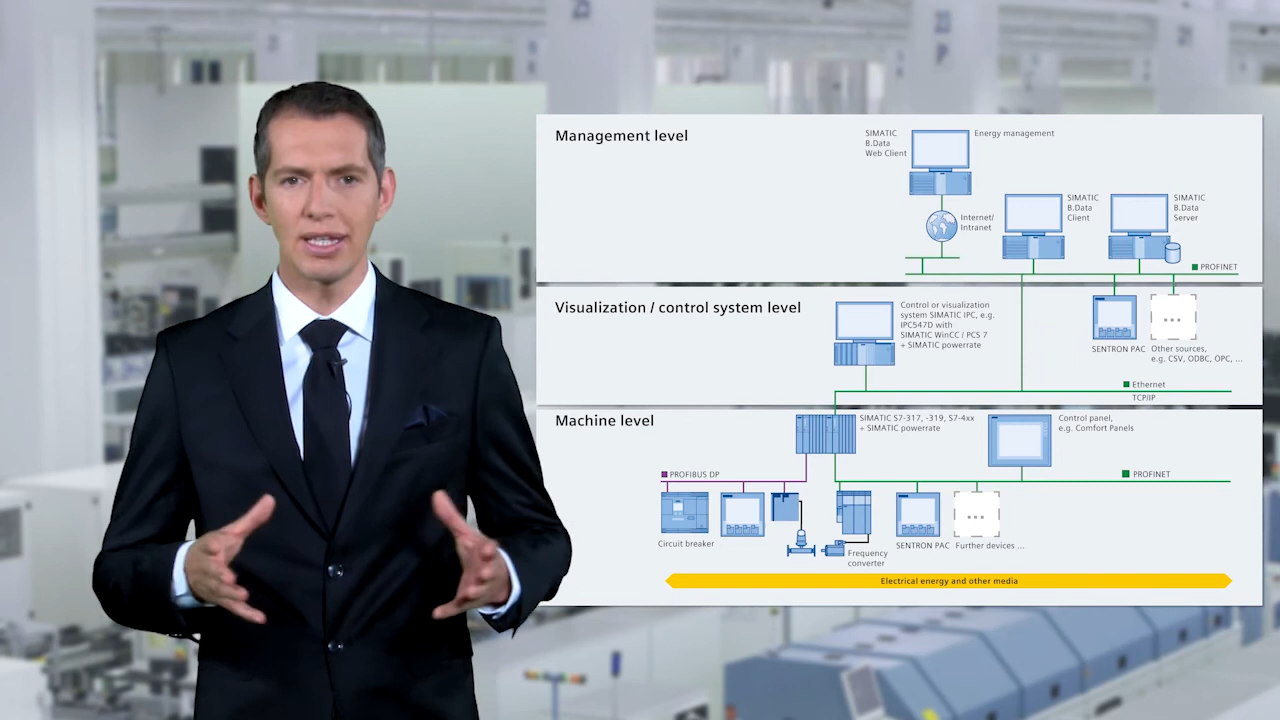 Management level
SIMATIC
B.Data
Web Client
Energy management
Internet/
Intranet
SIMATIC
B.Data
Client
SIMATIC
B.Data
Server
PROFINET
Visualization / control system level
Control or visualization
system SIMATIC IPC, e.g.
IPC547D with
SIMATIC WinCC / PCS 7
+ SIMATIC powerrate
SENTRON PAC
...
Other sources,
e.g. CSV, ODBC, OPC, ...
Ethernet
TCP/IP
Machine level
SIMATIC S7-317, -319, S7-4xx
+ SIMATIC powerrate
Control panel,
e.g. Comfort Panels
PROFIBUS DP
PROFINET
Circuit breaker
Frequency
converter
SENTRON PAC
...
Further devices ...
Electrical energy and other media